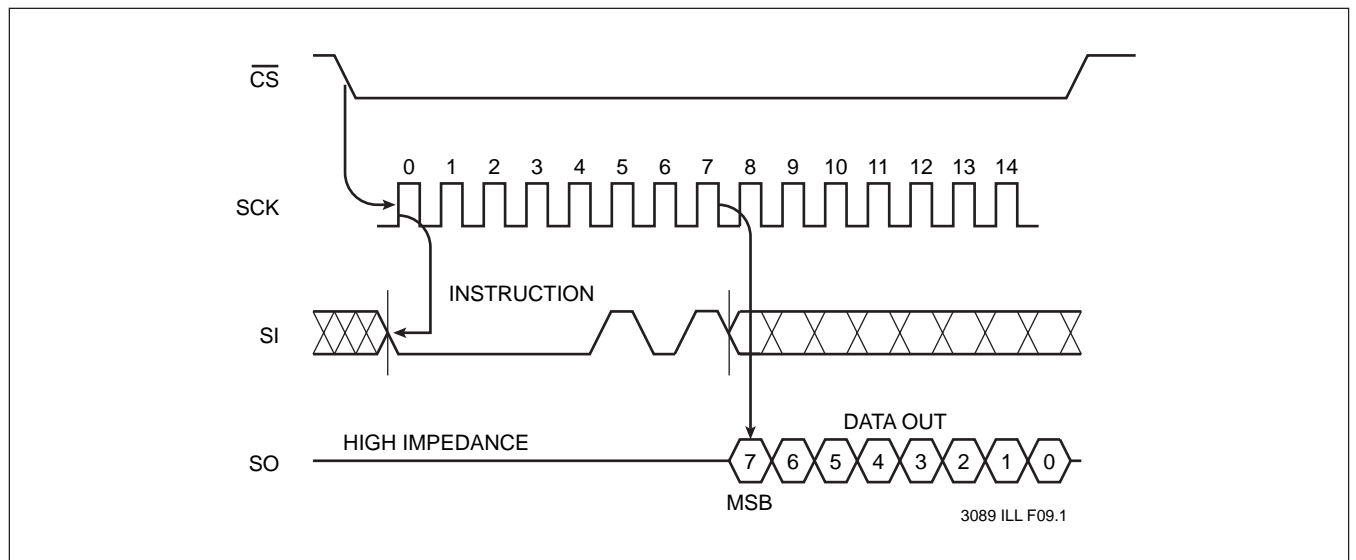 CS
0 1 2 3 4 5 6 7 8 9 10 11 12 13 14
SCK
INSTRUCTION
SI
DATA OUT
HIGH IMPEDANCE
SO
7 6 5 4 3 2 1 0
MSB
3089 ILL F09.1